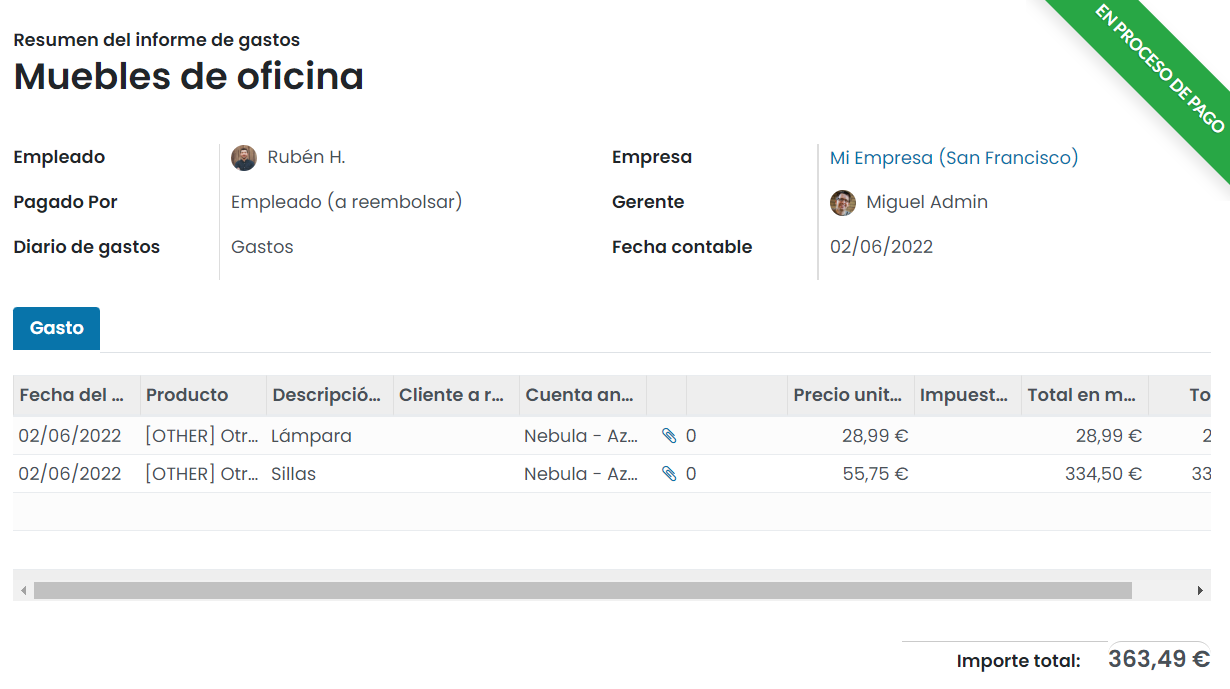 EN PROCESO DE PAGO
Resumen del informe de gastos
Muebles de oficina
Empleado Rubén H. Empresa Mi Empresa (San Francisco)
Pagado Por Empleado (a reembolsar) Gerente Miguel Admin
Diario de gastos Gastos Fecha contable 02/06/2022
Gasto
Fecha del ... Producto Descripció... Cliente a r... Cuenta an... Precio unit... Impuest... Total en m... To
02/06/2022 [OTHER] Otr... Lámpara Nebula - Az... 0 28,99 € 28,99 € 2
02/06/2022 [OTHER] Otr... Sillas Nebula - Az... 0 55,75 € 334,50 € 33
Importe total: 363,49 €